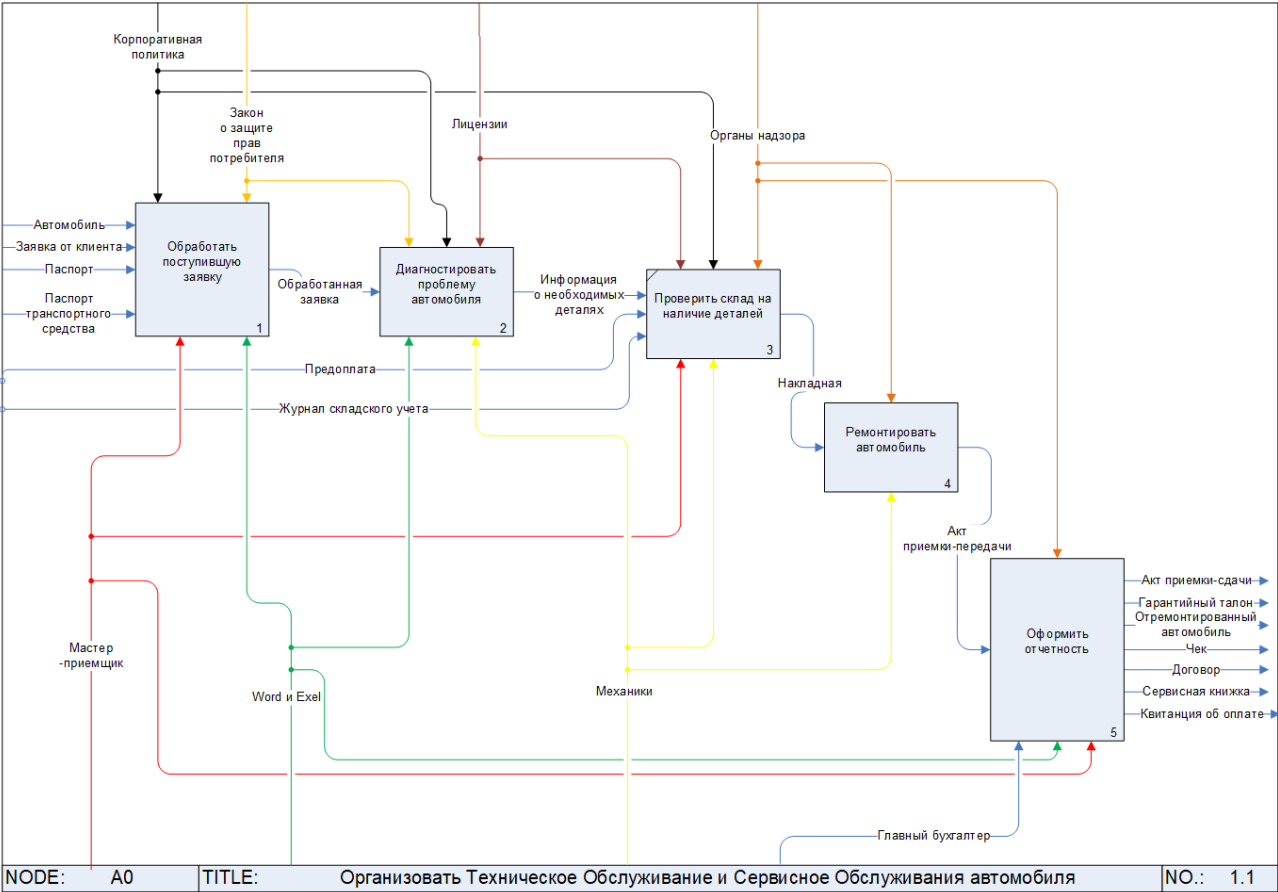 Корпоративная
политика
Закон
о защите
прав
потребителя
Лицензии
Органы надзора
Автомобиль
Заявка от клиента
Паспорт
Паспорт
транспортного
средства
Обработать
поступившую
заявку
1
Обработанная
заявка
Диагностировать
проблему
автомобиля
2
Информация
о необходимых
деталях
Проверить склад на
наличие деталей
3
Предоплата
Журнал складского учета
Накладная
Ремонтировать
автомобиль
4
Акт
приемки-передачи
Оформить
отчетность
5
Акт приемки-сдачи
Гарантийный талон
Отремонтированный
автомобиль
Чек
Договор
Сервисная книжка
Квитанция об оплате
Мастер
-приемщик
Word и Exel
Механики
Главный бухгалтер
NODE: A0 TITLE: Организовать Техническое Обслуживание и Сервисное Обслуживания автомобиля NO.: 1.1